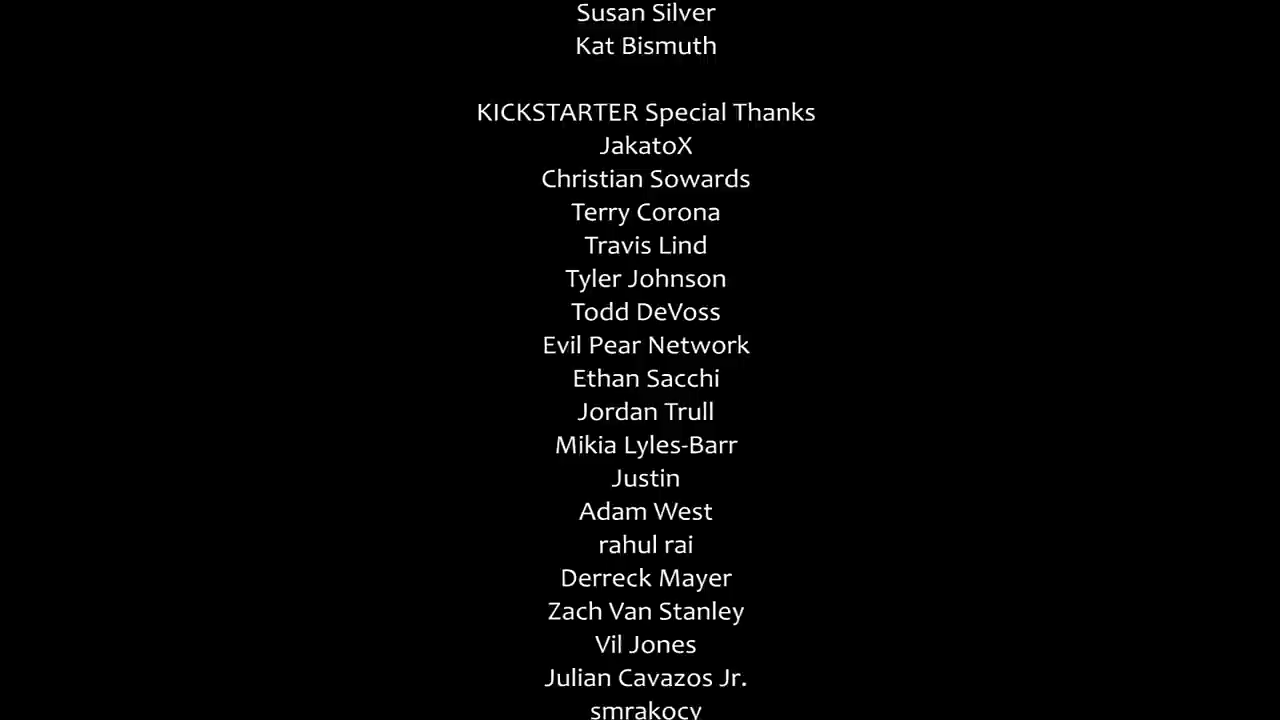 Susan Silver
Kat Bismuth
KICKSTARTER Special Thanks
JakatoX
Christian Sowards
Terry Corona
Travis Lind
Tyler Johnson
Todd DeVoss
Evil Pear Network
Ethan Sacchi
Jordan Trull
Mikia Lyles-Barr
Justin
Adam West
rahul rai
Derreck Mayer
Zach Van Stanley
Vil Jones
Julian Cavazos Jr.
smrakocy